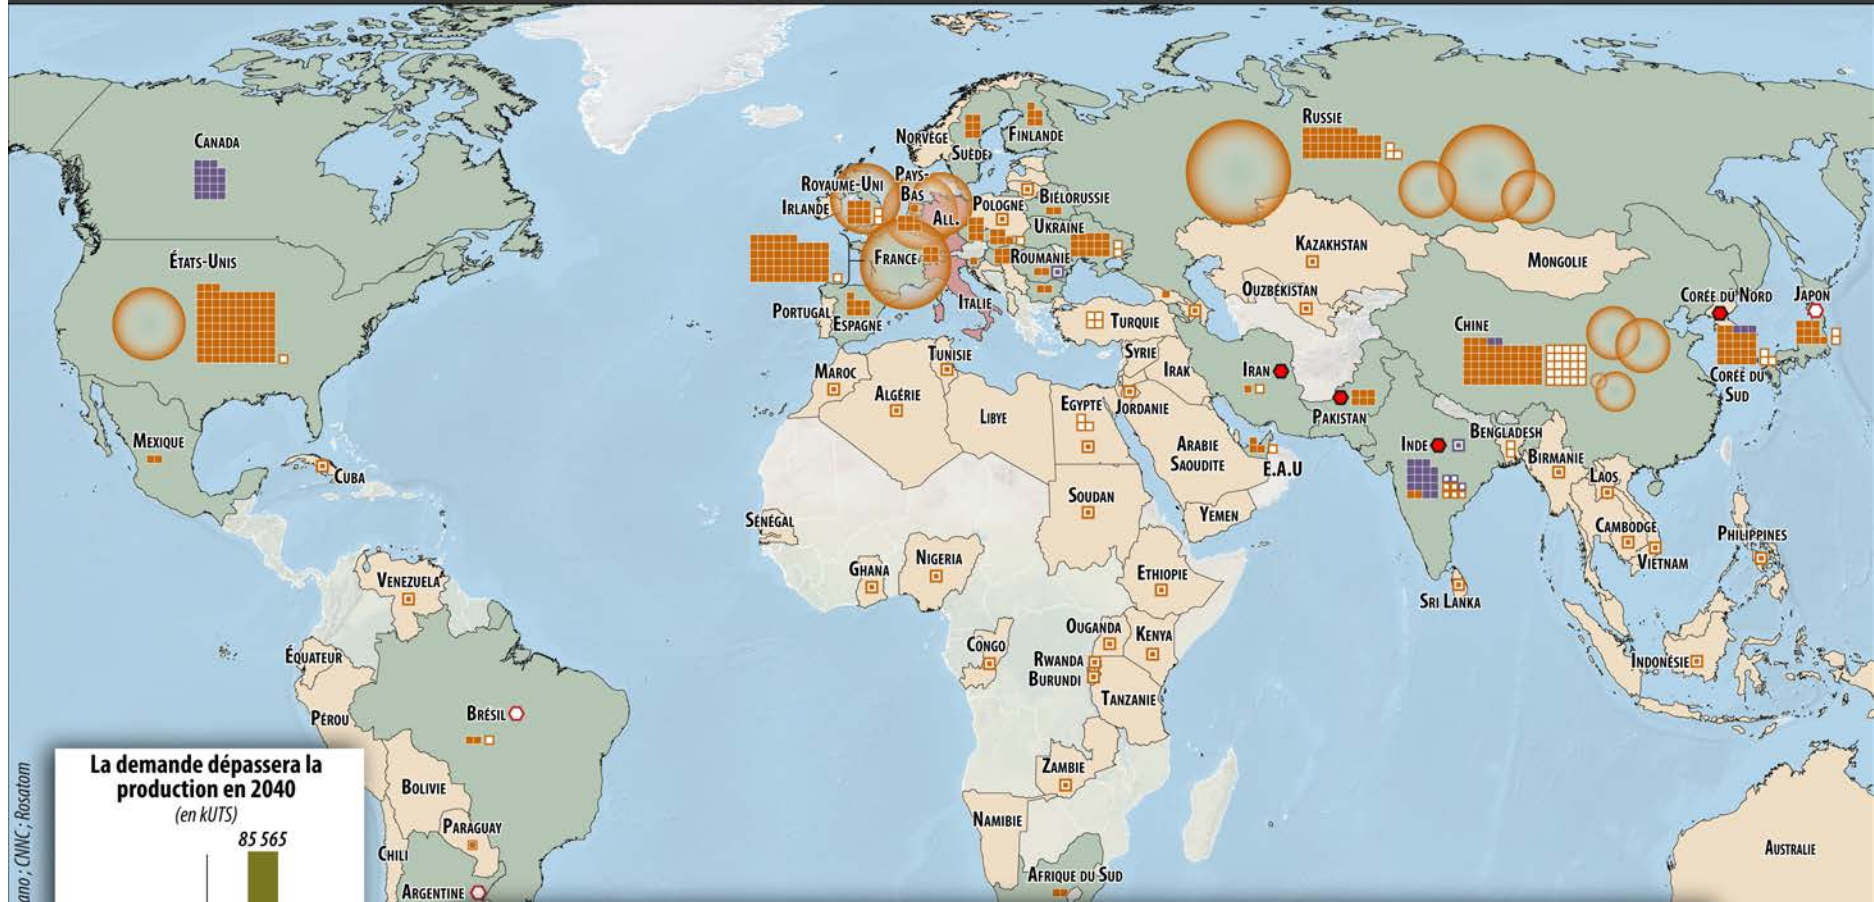 CANADA
ÉTATS-UNIS
MEXIQUE
CUBA
VENEZUELA
ÉQUATEUR
PÉROU
BRÉSIL
BOLIVIE
PARAGUAY
CHILI
ARGENTINE
NORVÈGE
SUÈDE
FINLANDE
ROYAUME-UNI
IRLANDE
PAYS-
BAS
ALL.
POLOGNE
BIÉLORUSSIE
UKRAINE
FRANCE
ROUMANIE
PORTUGAL
ESPAGNE
ITALIE
TURQUIE
RUSSIE
KAZAKHSTAN
MONGOLIE
OUZBÉKISTAN
CHINE
CORÉE DU NORD
JAPON
CORÉE DU
SUD
MAROC
TUNISIE
ALGÉRIE
LIBYE
EGYPTE
SYRIE
IRAK
JORDANIE
IRAN
ARABIE
SAOUDITE
E.A.U
YEMEN
PAKISTAN
INDE
BENGLADESH
BIRMANIE
LAOS
CAMBODGE
VIETNAM
PHILIPPINES
SRI LANKA
INDONÉSIE
SÉNÉGAL
GHANA
NIGERIA
SOUDAN
ETHIOPIE
CONGO
OUGANDA
KENYA
RWANDA
BURUNDI
TANZANIE
ZAMBIE
NAMIBIE
AFRIQUE DU SUD
AUSTRALIE
La demande dépassera la
production en 2040
(en kUTS)
85 565
ano ; CNNC ; Rosatom